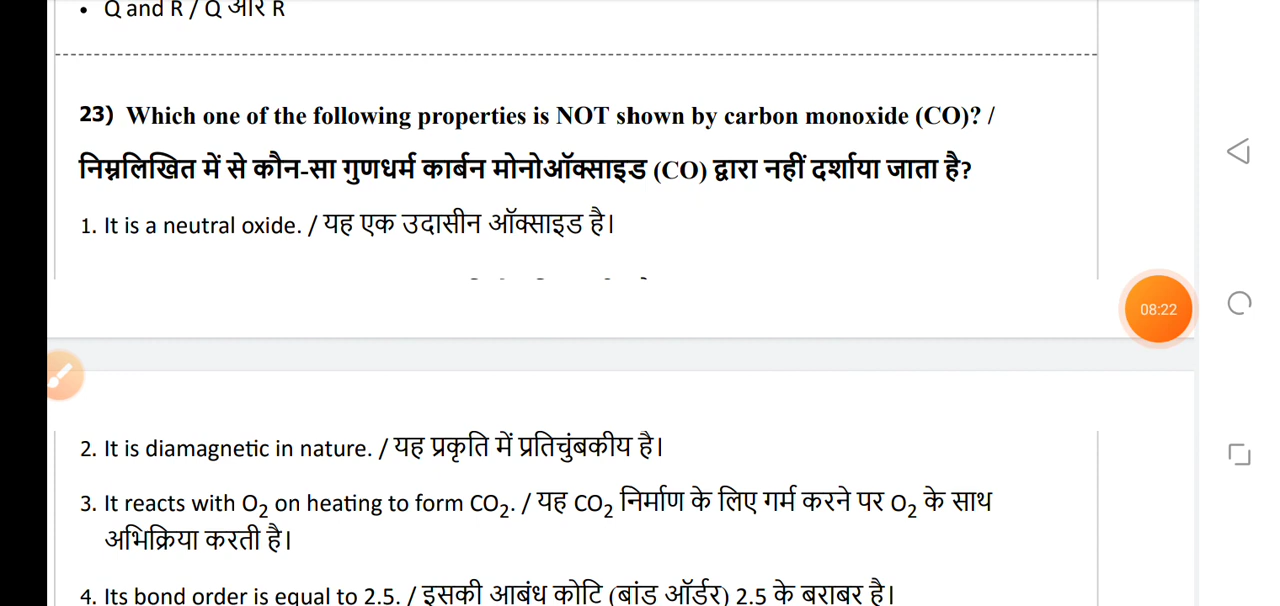 • Q and R / Q और R
23) Which one of the following properties is NOT shown by carbon monoxide (CO)? /
निम्नलिखित में से कौन-सा गुणधर्म कार्बन मोनोऑक्साइड (CO) द्वारा नहीं दर्शाया जाता है?
1. It is a neutral oxide. / यह एक उदासीन ऑक्साइड है।
08:22
2. It is diamagnetic in nature. / यह प्रकृति में प्रतिचुंबकीय है।
3. It reacts with O₂ on heating to form CO₂. / यह CO₂ निर्माण के लिए गर्म करने पर O₂ के साथ
अभिक्रिया करती है।
4. Its bond order is equal to 2.5. / इसकी आबंध कोटि (बांड ऑर्डर) 2.5 के बराबर है।